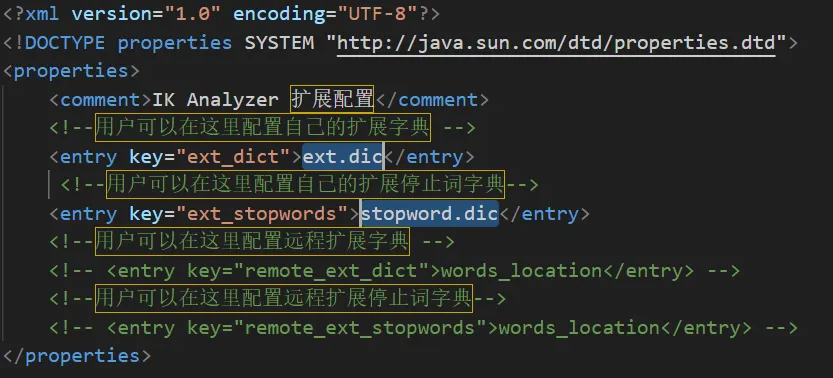 <?xml version="1.0" encoding="UTF-8"?>
<!DOCTYPE properties SYSTEM "http://java.sun.com/dtd/properties.dtd">
<properties>
    <comment>IK Analyzer 扩展配置</comment>
    <!--用户可以在这里配置自己的扩展字典 -->
    <entry key="ext_dict">ext.dic</entry>
     <!--用户可以在这里配置自己的扩展停止词字典-->
    <entry key="ext_stopwords">stopword.dic</entry>
    <!--用户可以在这里配置远程扩展字典 -->
    <!-- <entry key="remote_ext_dict">words_location</entry> -->
    <!--用户可以在这里配置远程扩展停止词字典-->
    <!-- <entry key="remote_ext_stopwords">words_location</entry> -->
</properties>